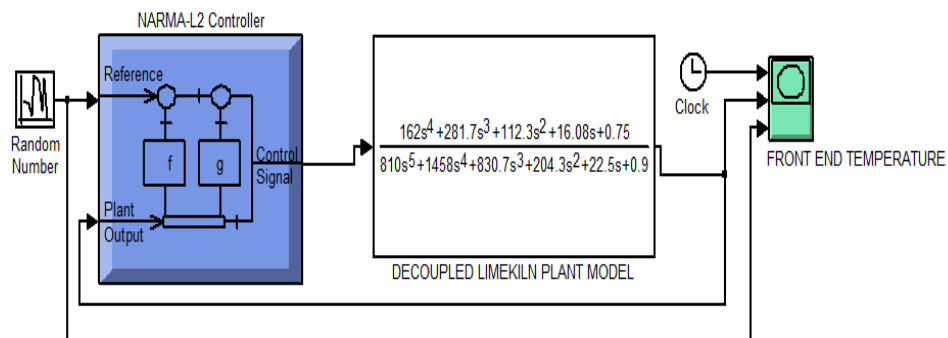 NARMA-L2 Controller
Reference
f
g
Control
Signal
Plant
Output
Random
Number
162s⁴+281.7s³+112.3s²+16.08s+0.75
810s⁵+1458s⁴+830.7s³+204.3s²+22.5s+0.9
DECOUPLED LIMEKILN PLANT MODEL
Clock
FRONT END TEMPERATURE